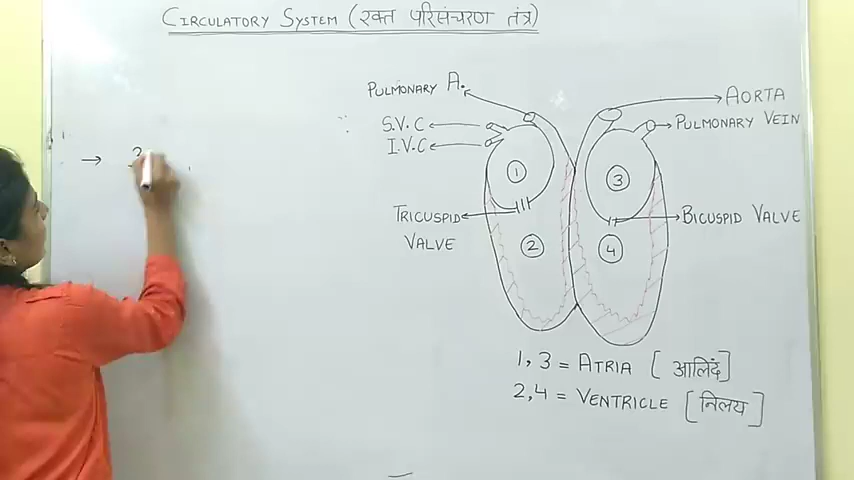 CIRCULATORY SYSTEM (रक्त परिसंचरण तंत्र)
PULMONARY A.
S.V.C
I.V.C
AORTA
PULMONARY VEIN
1
3
TRICUSPID
VALVE
BICUSPID VALVE
2
4
1, 3 = ATRIA [आलिंद]
2,4 = VENTRICLE [निलय]